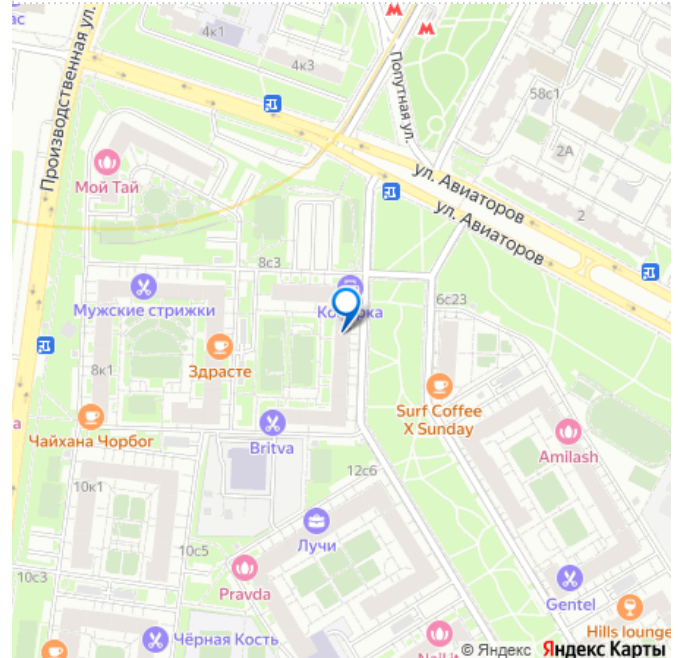 4к1
4к3
Попутная ул.
58с1
2А
2
Производственная ул.
Мой Тай
ул. Авиаторов
ул. Авиаторов
8с3
Мужские стрижки
6с23
Здрасте
8к1
Surf Coffee
X Sunday
Чайхана Чорбог
Britva
Amilash
12с6
10к1
Лучи
10с5
10с3
Pravda
Gentel
Чёрная Кость
Hills lounge
© Яндекс Яндекс Карты